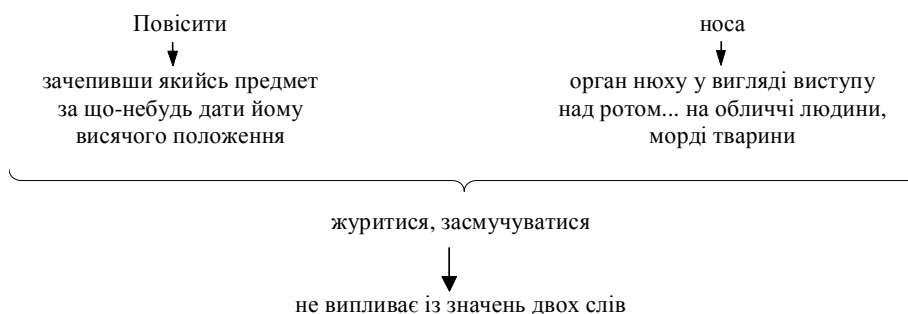 Повісити
носа
зачепивши якийсь предмет
за що-небудь дати йому
висячого положення
орган нюху у вигляді виступу
над ротом... на обличчі людини,
морді тварини
журитися, засмучуватися
не випливає із значень двох слів